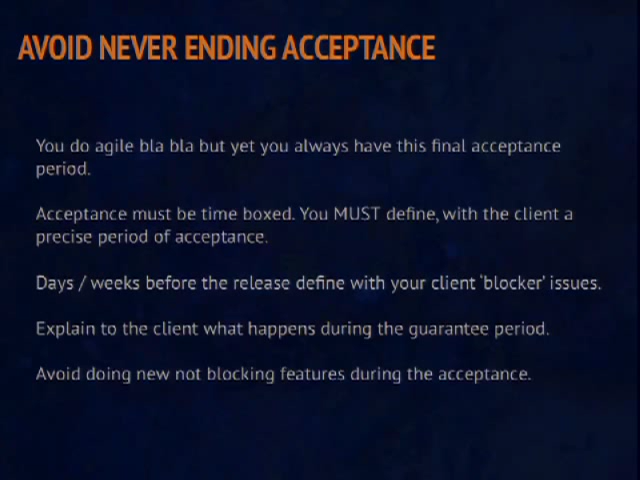 AVOID NEVER ENDING ACCEPTANCE
You do agile bla bla but yet you always have this final acceptance
period.
Acceptance must be time boxed. You MUST define, with the client a
precise period of acceptance.
Days / weeks before the release define with your client ‘blocker’ issues.
Explain to the client what happens during the guarantee period.
Avoid doing new not blocking features during the acceptance.